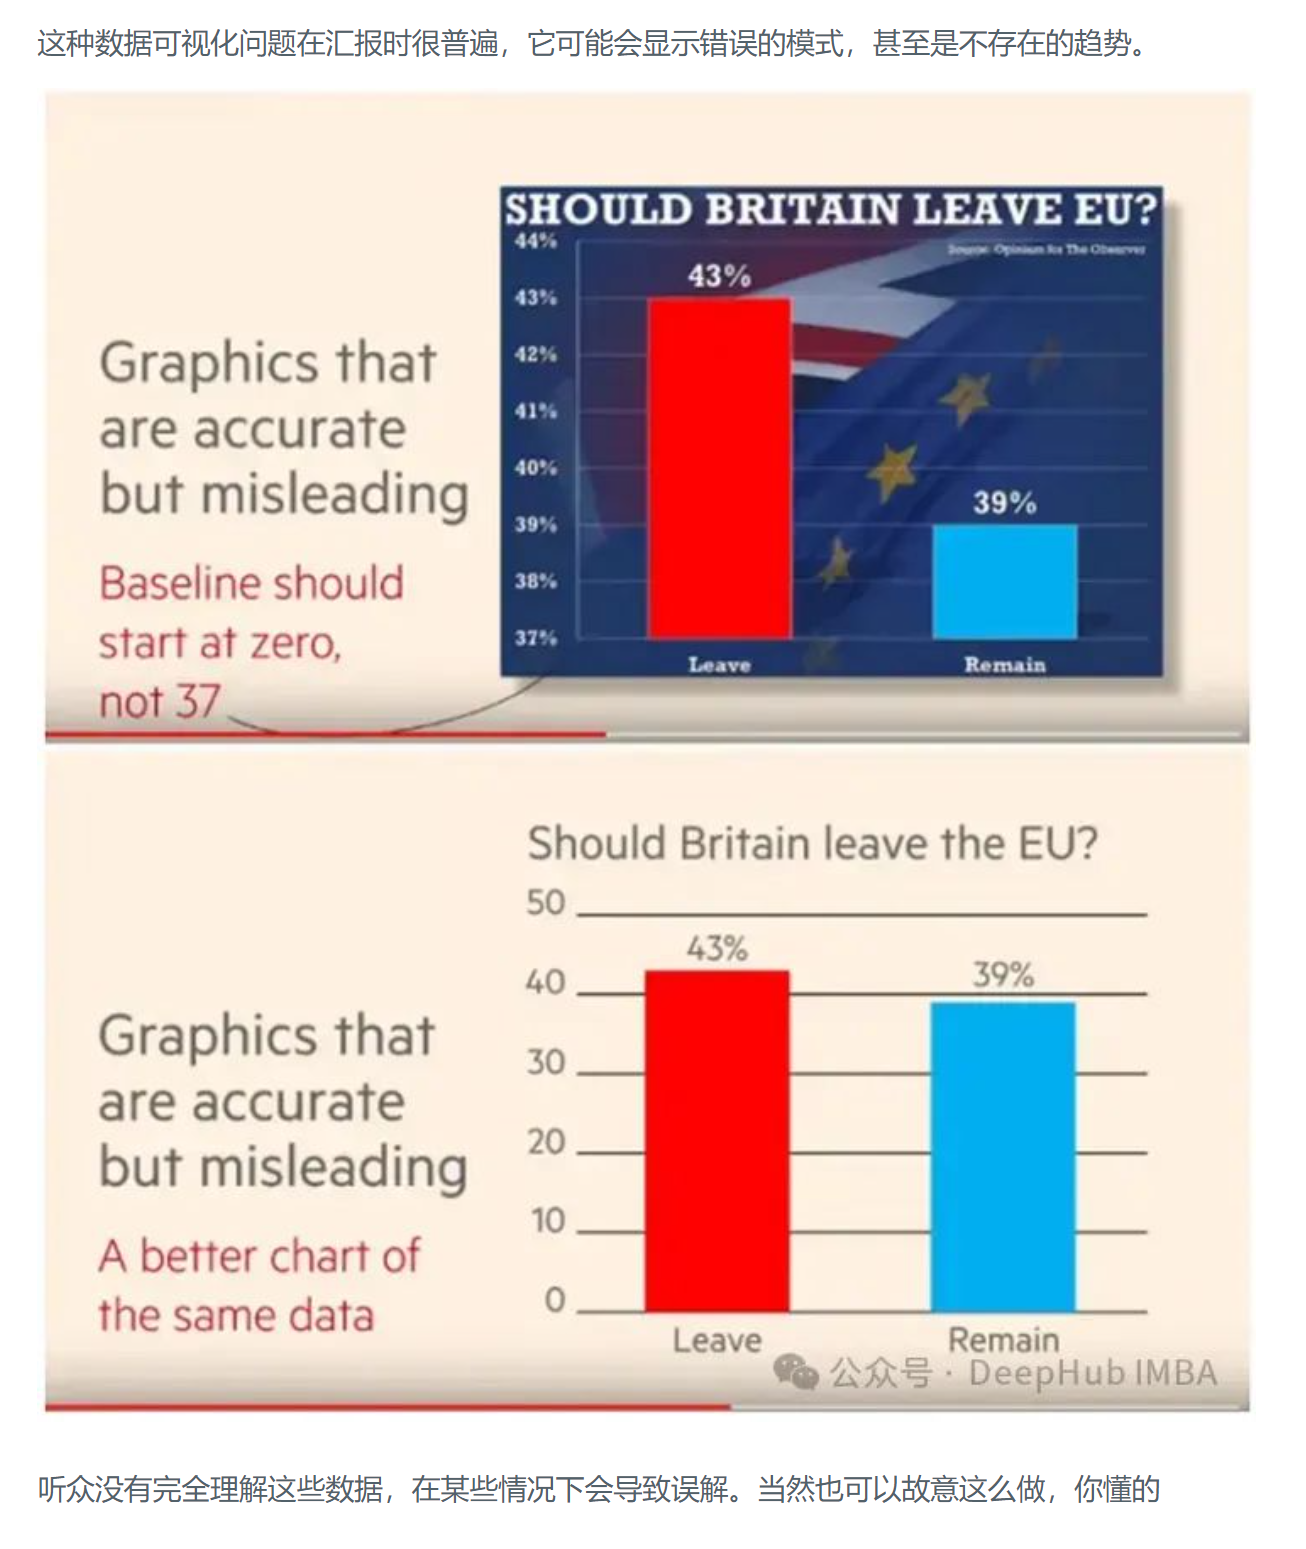 这种数据可视化问题在汇报时很普遍，它可能会显示错误的模式，甚至是不存在的趋势。
SHOULD BRITAIN LEAVE EU?
Source: Opinium for The Observer
44%
43%
43%
42%
41%
40%
39%
39%
38%
37%
Leave
Remain
Graphics that
are accurate
but misleading
Baseline should
start at zero,
not 37
Should Britain leave the EU?
50
43%
39%
40
30
20
10
0
Leave
Remain
Graphics that
are accurate
but misleading
A better chart of
the same data
公众号 · DeepHub IMBA
听众没有完全理解这些数据，在某些情况下会导致误解。当然也可以故意这么做，你懂的